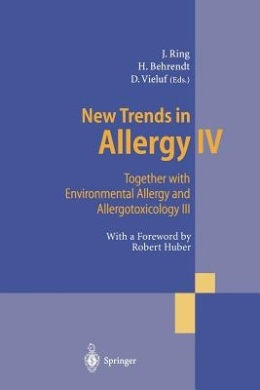 J. Ring
H. Behrendt
D. Vieluf (Eds.)
New Trends in
Allergy IV
Together with
Environmental Allergy and
Allergotoxicology III
With a Foreword by
Robert Huber
Springer